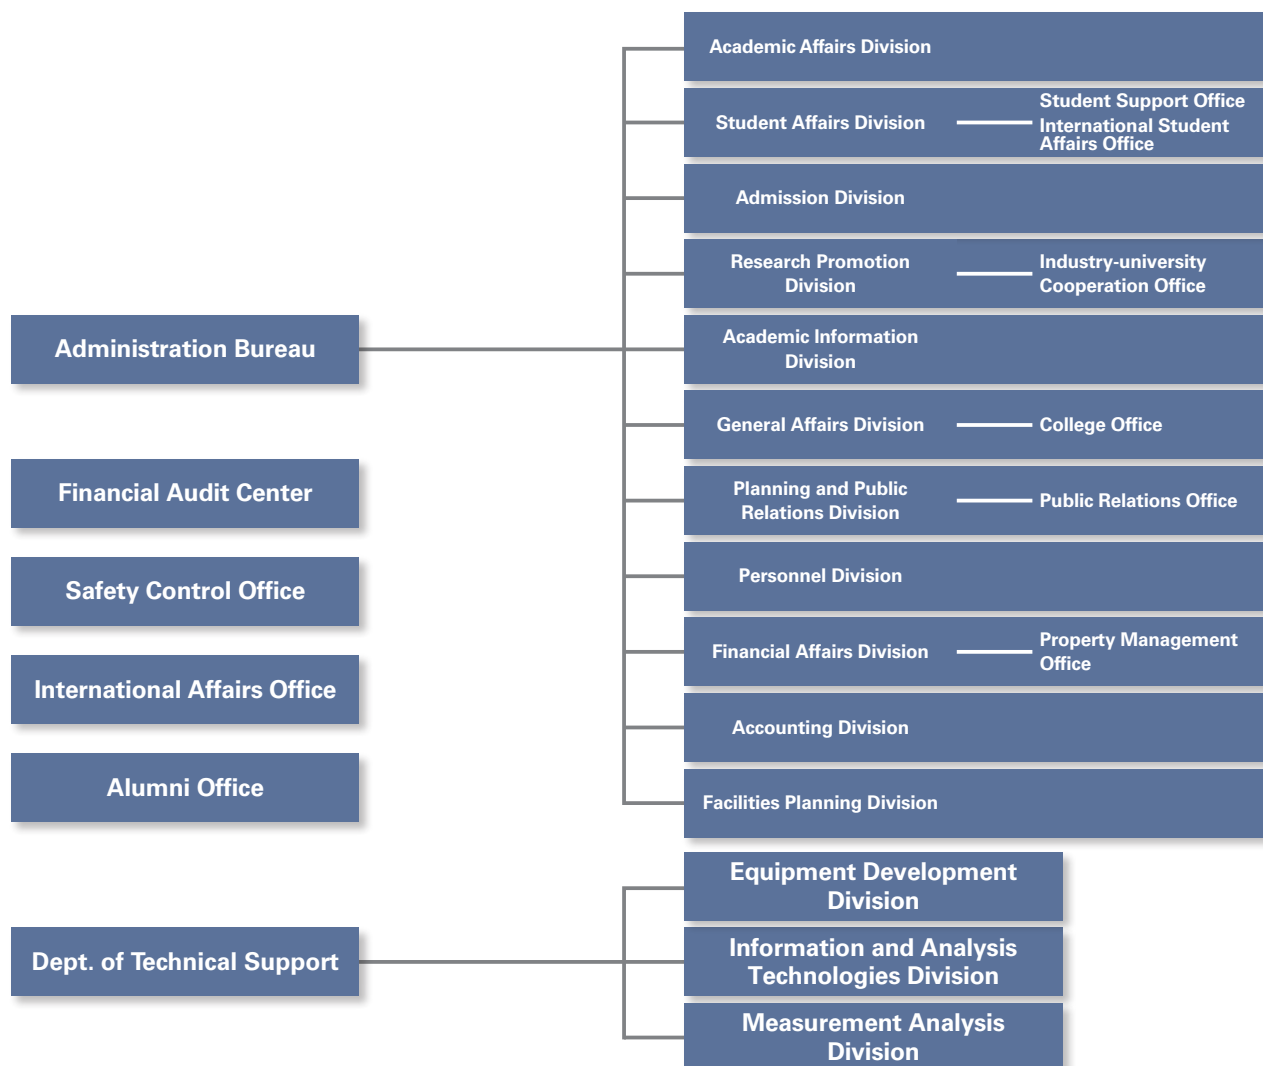 Academic Affairs Division
Student Affairs Division
Student Support Office
International Student
Affairs Office
Admission Division
Research Promotion
Division
Industry-university
Cooperation Office
Administration Bureau
Academic Information
Division
General Affairs Division
College Office
Financial Audit Center
Planning and Public
Relations Division
Public Relations Office
Safety Control Office
Personnel Division
International Affairs Office
Financial Affairs Division
Property Management
Office
Alumni Office
Accounting Division
Facilities Planning Division
Dept. of Technical Support
Equipment Development
Division
Information and Analysis
Technologies Division
Measurement Analysis
Division